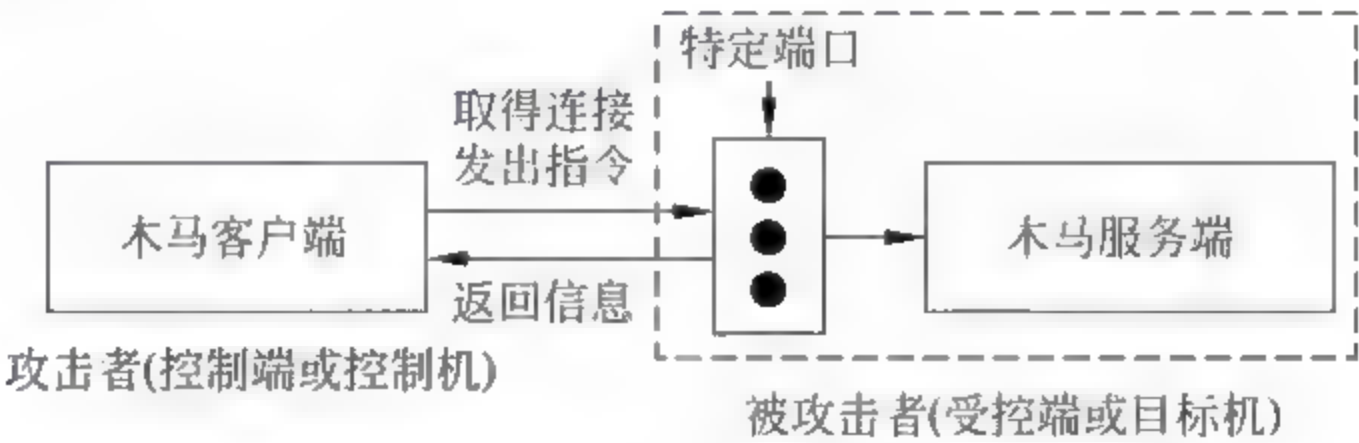 特定端口
取得连接
发出指令
木马客户端
木马服务端
返回信息
攻击者(控制端或控制机)
被攻击者(受控端或目标机)